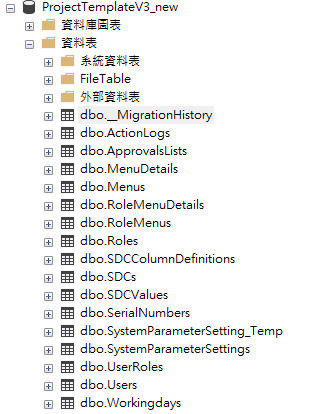 ProjectTemplateV3_new
資料庫圖表
資料表
系統資料表
FileTable
外部資料表
dbo.__MigrationHistory
dbo.ActionLogs
dbo.ApprovalsLists
dbo.MenuDetails
dbo.Menus
dbo.RoleMenuDetails
dbo.RoleMenus
dbo.Roles
dbo.SDCColumnDefinitions
dbo.SDCs
dbo.SDCValues
dbo.SerialNumbers
dbo.SystemParameterSetting_Temp
dbo.SystemParameterSettings
dbo.UserRoles
dbo.Users
dbo.Workingdays